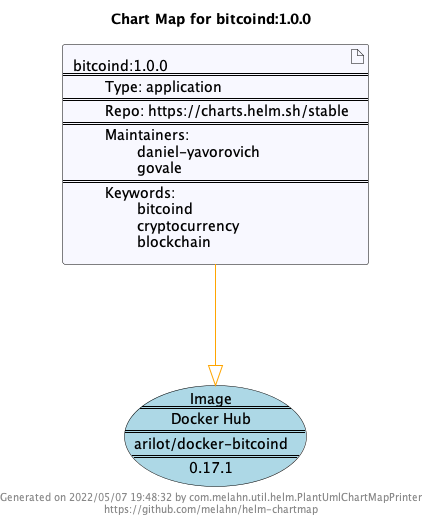 Chart Map for bitcoind:1.0.0
bitcoind:1.0.0
Type: application
Repo: https://charts.helm.sh/stable
Maintainers:
daniel-yavorovich
govale
Keywords:
bitcoind
cryptocurrency
blockchain
Image
Docker Hub
arilot/docker-bitcoind
0.17.1
Generated on 2022/05/07 19:48:32 by com.melahn.util.helm.PlantUmlChartMapPrinter
https://github.com/melahn/helm-chartmap